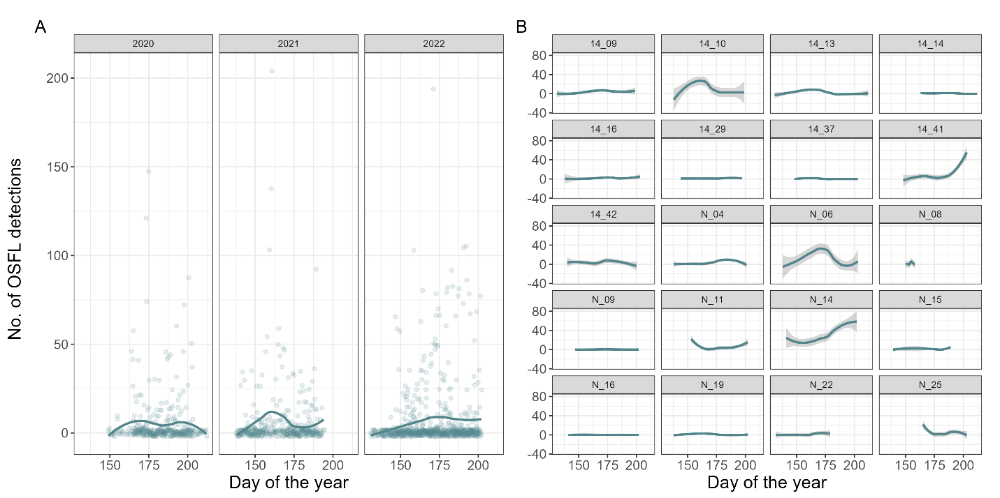 A
B
2020 2021 2022
14_09 14_10 14_13 14_14
80
40
0
-40
14_16 14_29 14_37 14_41
80
40
0
-40
14_42 N_04 N_06 N_08
80
40
0
-40
N_09 N_11 N_14 N_15
80
40
0
-40
N_16 N_19 N_22 N_25
80
40
0
-40
No. of OSFL detections
200
150
100
50
0
150 175 200 150 175 200 150 175 200
150 175 200 150 175 200 150 175 200 150 175 200
Day of the year
Day of the year